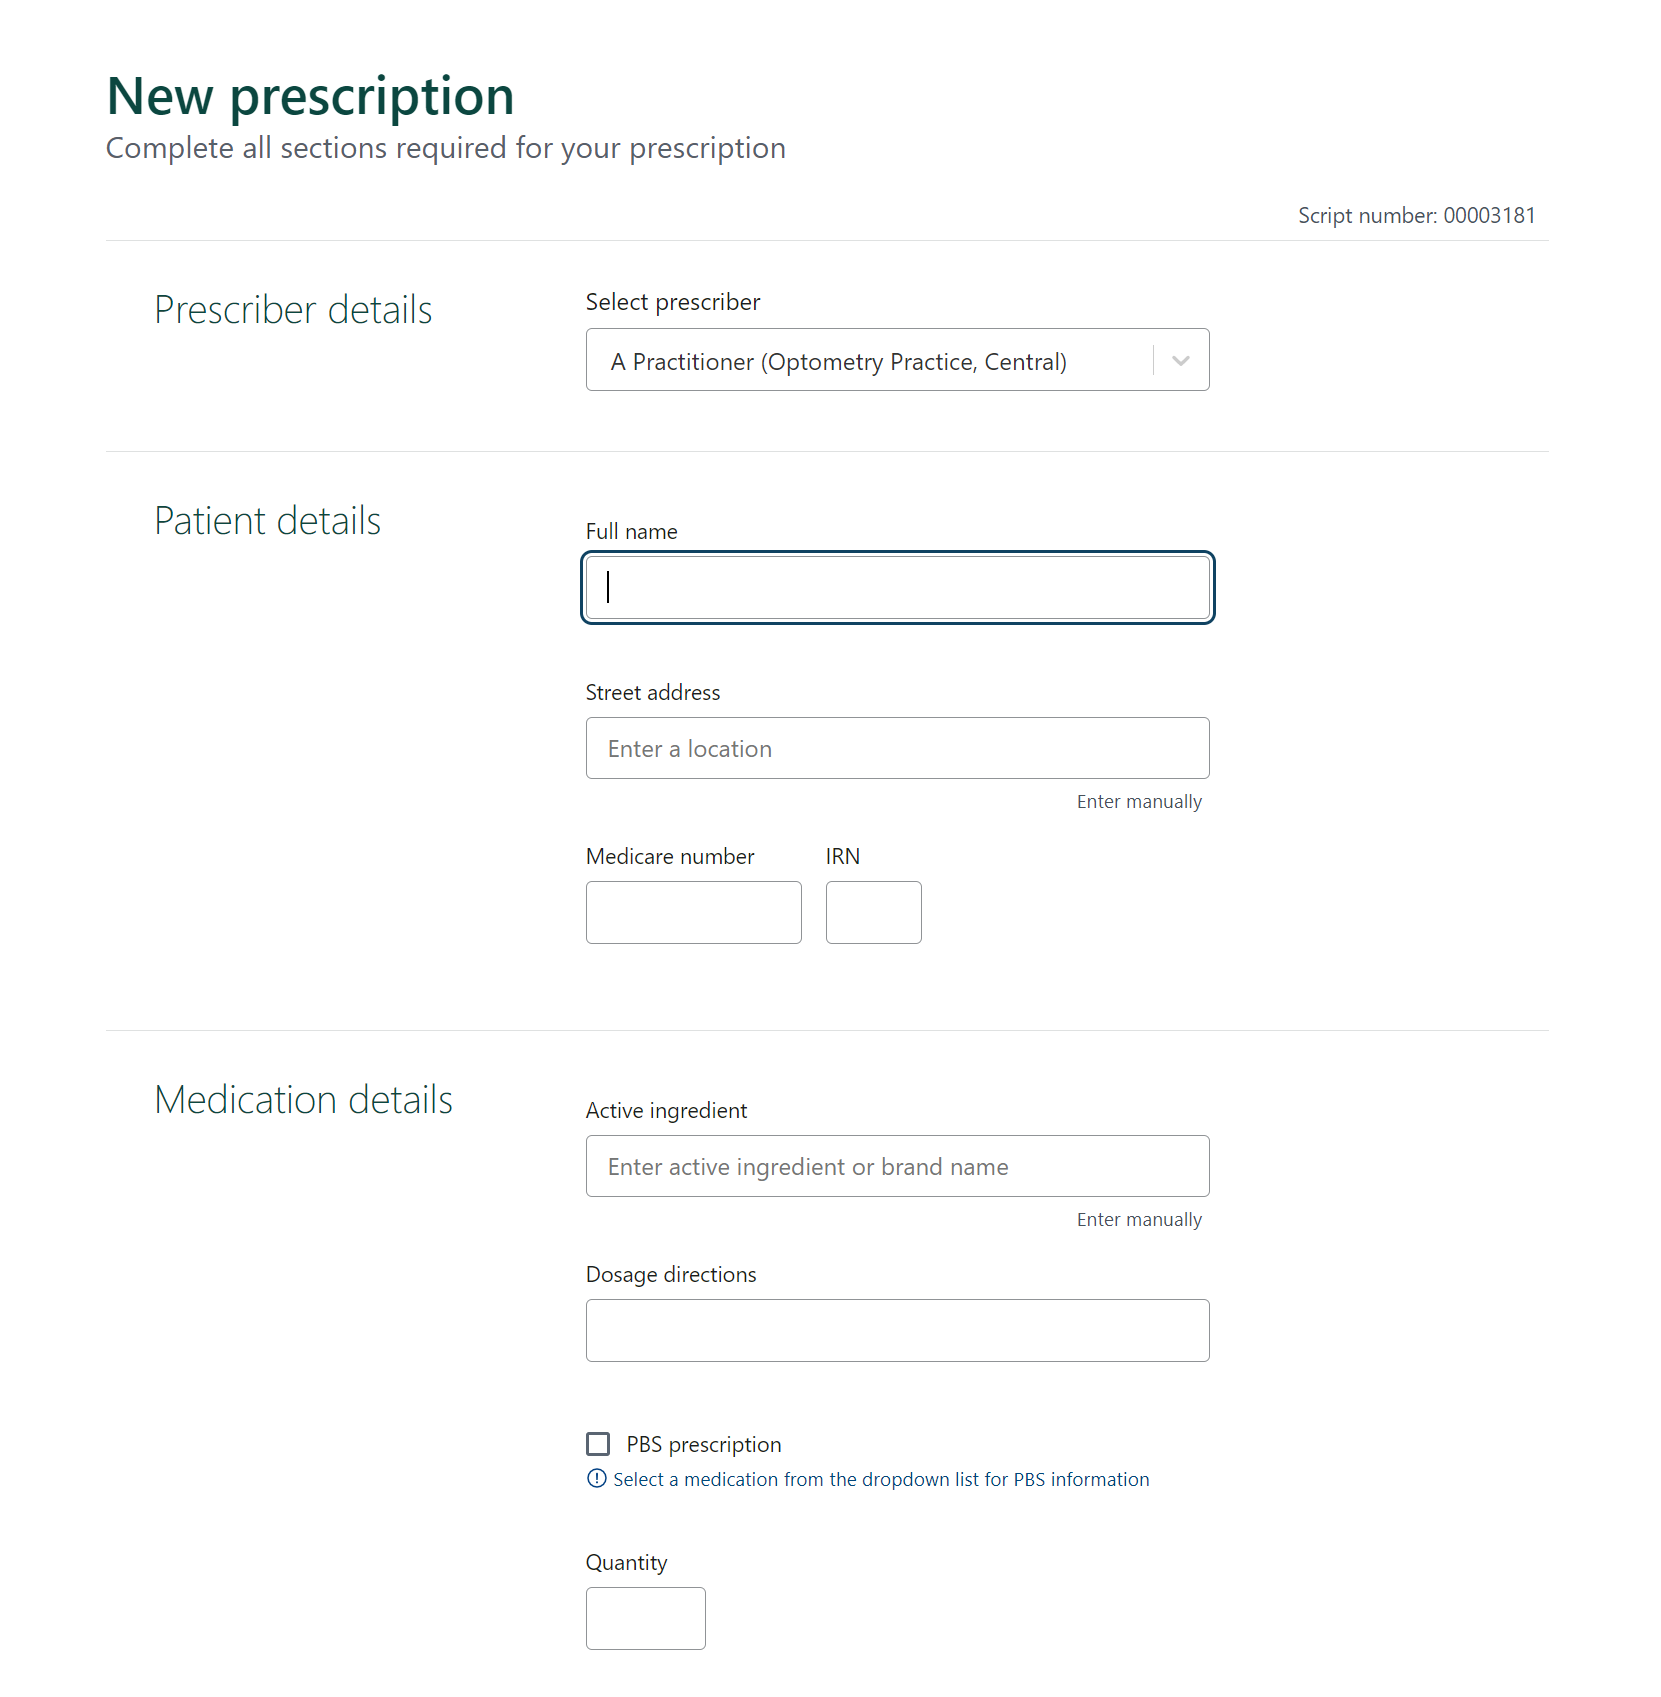 New prescription
Complete all sections required for your prescription
Script number: 00003181
Prescriber details
Select prescriber
A Practitioner (Optometry Practice, Central)
Patient details
Full name
Street address
Enter a location
Enter manually
Medicare number IRN
Medication details
Active ingredient
Enter active ingredient or brand name
Enter manually
Dosage directions
PBS prescription
Select a medication from the dropdown list for PBS information
Quantity